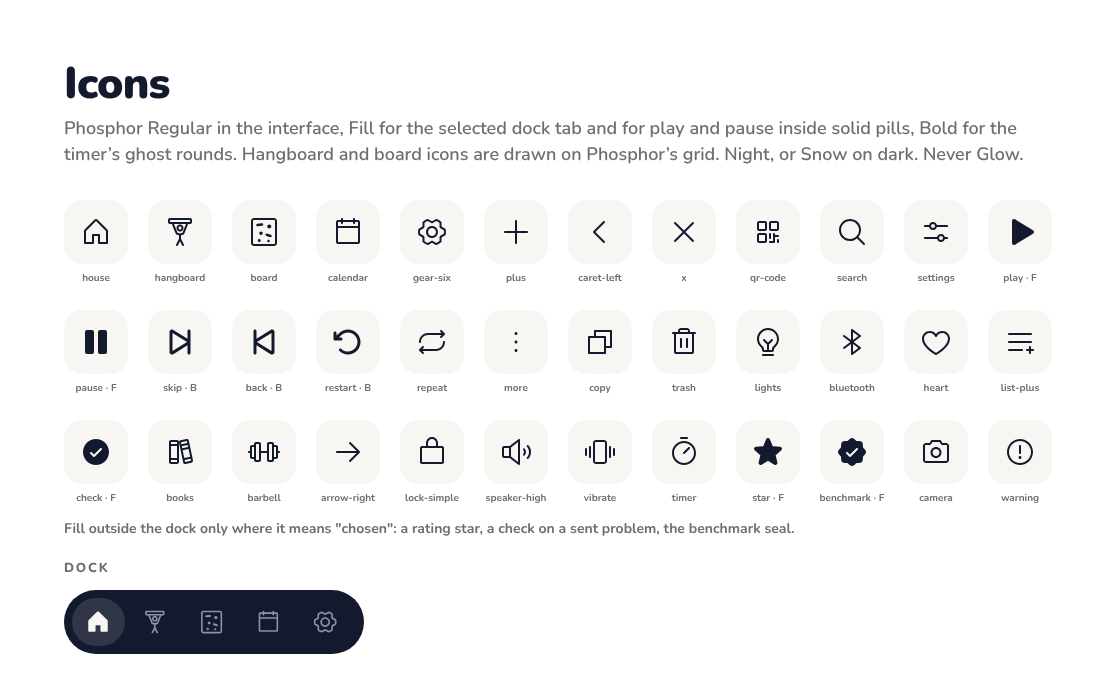 Icons
Phosphor Regular in the interface, Fill for the selected dock tab and for play and pause inside solid pills, Bold for the
timer’s ghost rounds. Hangboard and board icons are drawn on Phosphor’s grid. Night, or Snow on dark. Never Glow.
house hangboard board calendar gear-six plus caret-left x qr-code search settings play · F
pause · F skip · B back · B restart · B repeat more copy trash lights bluetooth heart list-plus
check · F books barbell arrow-right lock-simple speaker-high vibrate timer star · F benchmark · F camera warning
Fill outside the dock only where it means "chosen": a rating star, a check on a sent problem, the benchmark seal.
DOCK